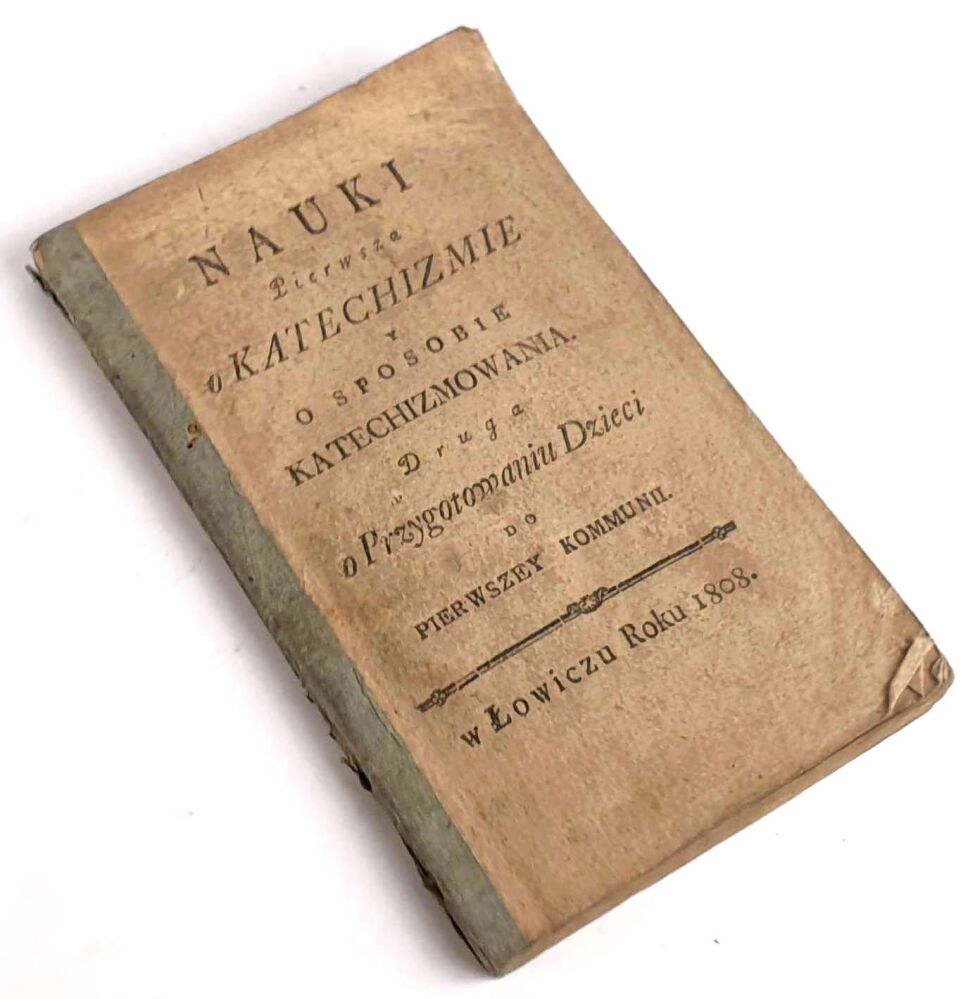 NAUKI
Pierwsza
o KATECHIZMIE
Y
O SPOSOBIE
KATECHIZMOWANIA.
Druga
o Przygotowaniu Dzieci
DO
PIERWSZEY KOMMUNII.
w Łowiczu Roku 1808.